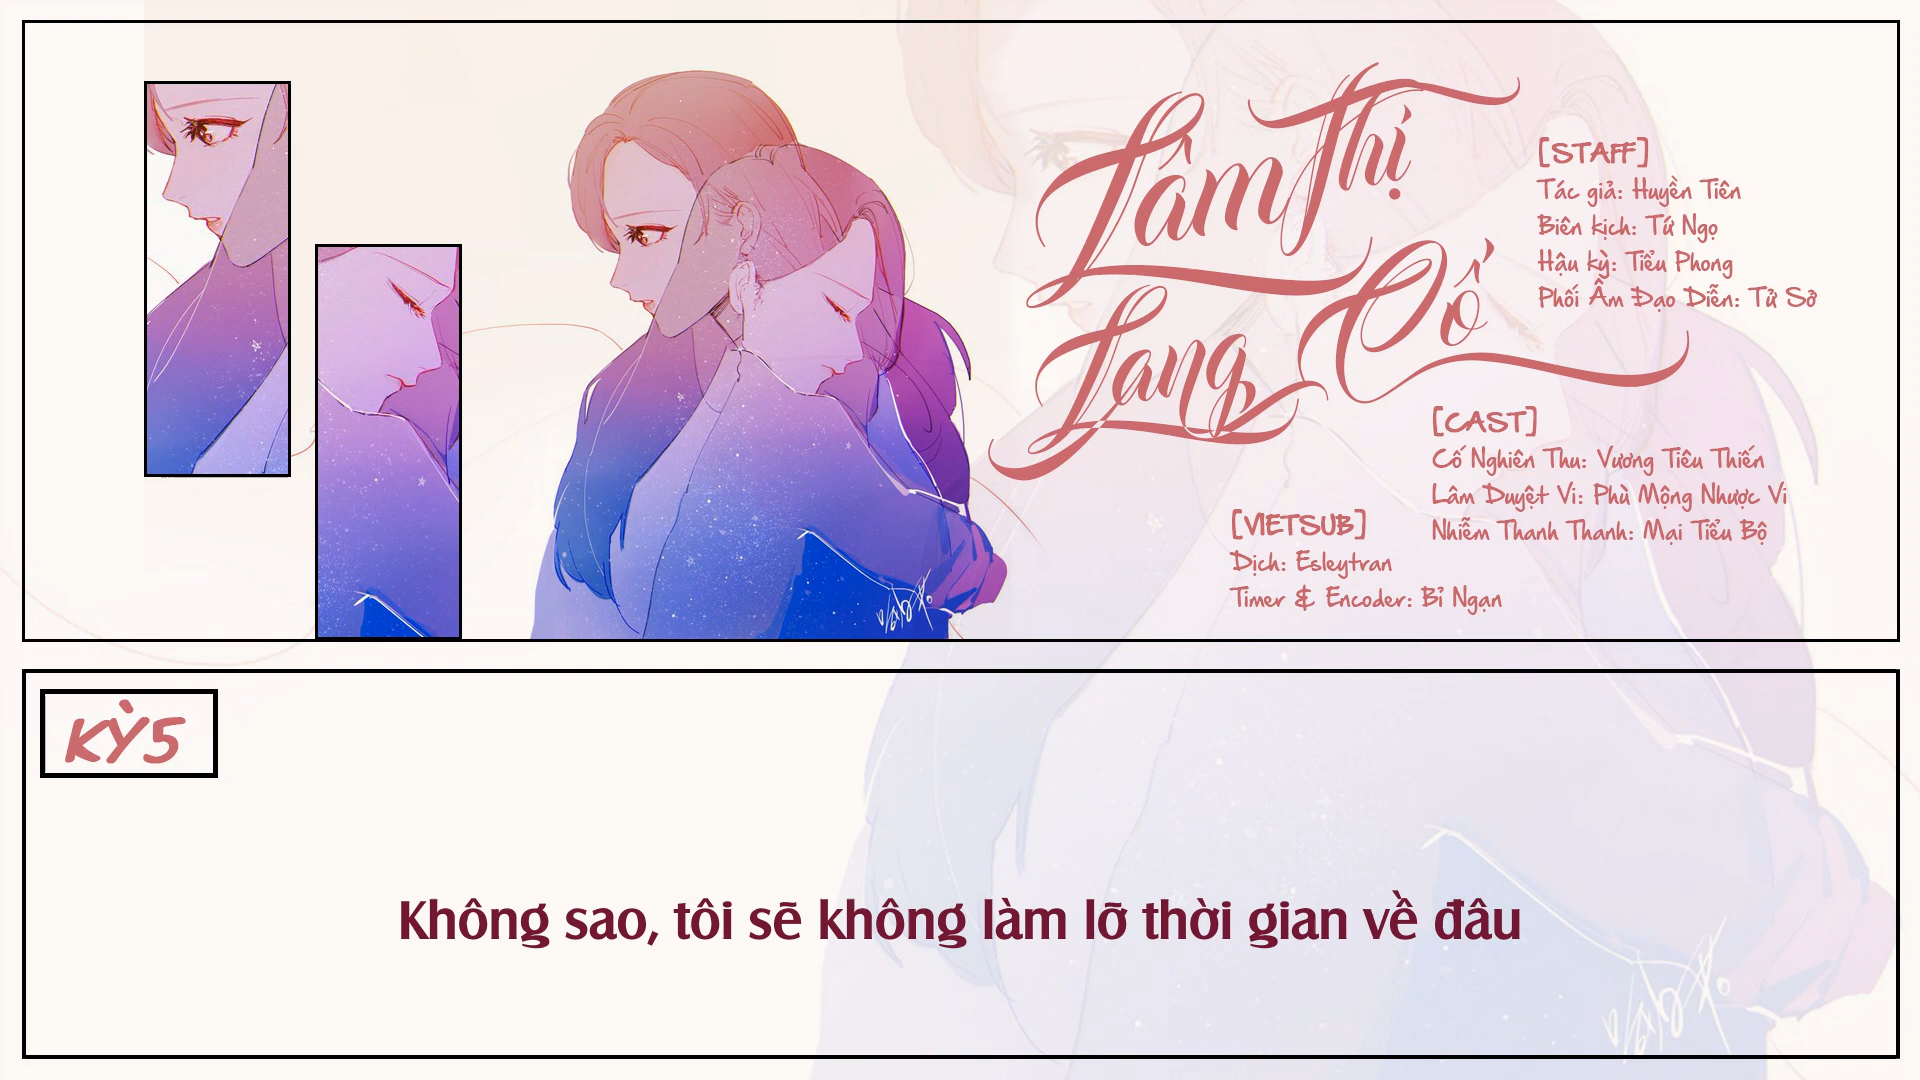 Lâm Thị
Lang Cố
[STAFF]
Tác giả: Huyền Tiên
Biên kịch: Tứ Ngọ
Hậu kỳ: Tiểu Phong
Phối Âm Đạo Diễn: Tử Sở
[CAST]
Cố Nghiên Thu: Vương Tiêu Thiến
Lâm Duyệt Vi: Phù Mộng Nhược Vi
Nhiễm Thanh Thanh: Mại Tiểu Bộ
[VIETSUB]
Dịch: Esleytran
Timer & Encoder: Bỉ Ngạn
KỲ5
Không sao, tôi sẽ không làm lỡ thời gian về đâu